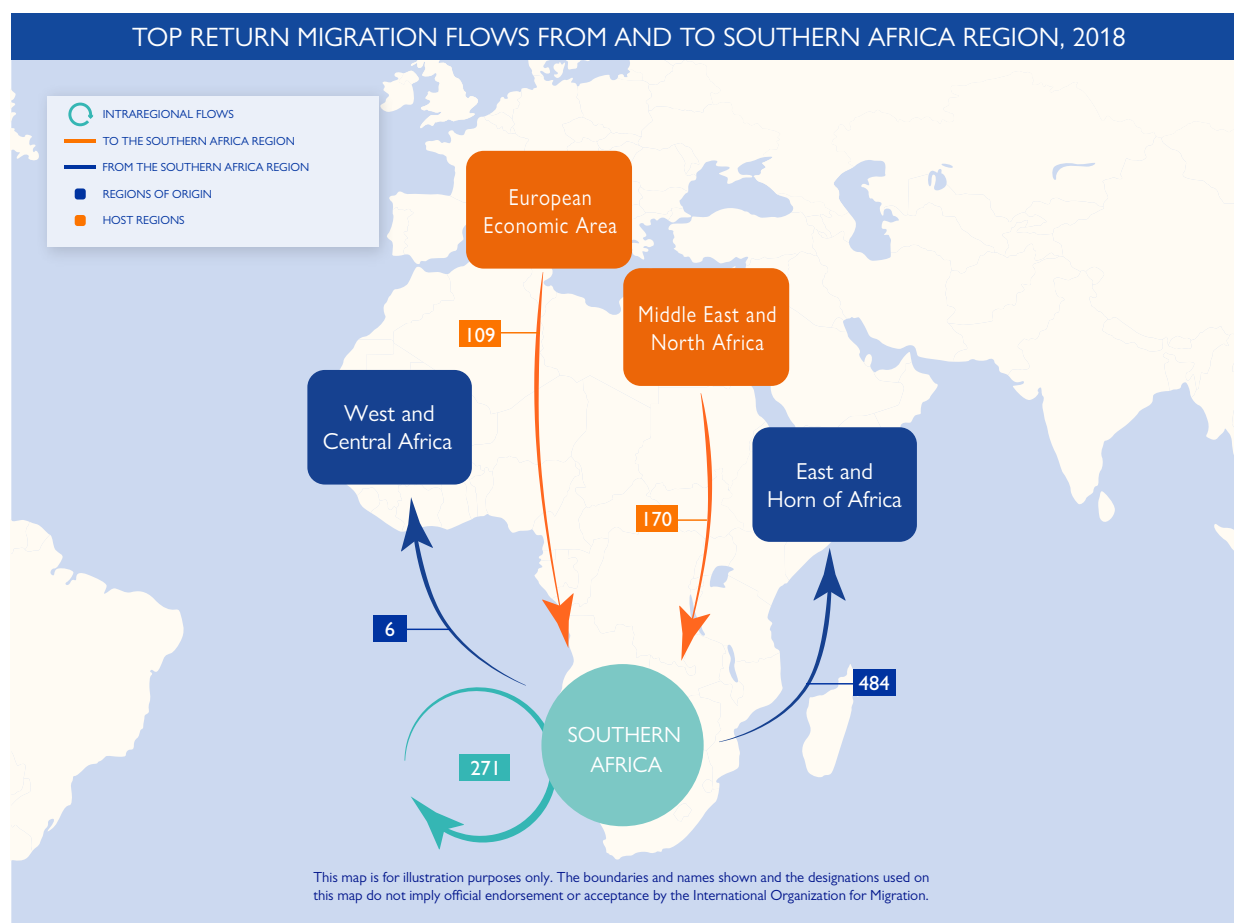 TOP RETURN MIGRATION FLOWS FROM AND TO SOUTHERN AFRICA REGION, 2018
INTRAREGIONAL FLOWS
TO THE SOUTHERN AFRICA REGION
FROM THE SOUTHERN AFRICA REGION
REGIONS OF ORIGIN
HOST REGIONS
European
Economic Area
Middle East and
North Africa
109
West and
Central Africa
East and
Horn of Africa
170
6
484
SOUTHERN
AFRICA
271
This map is for illustration purposes only. The boundaries and names shown and the designations used on
this map do not imply official endorsement or acceptance by the International Organization for Migration.